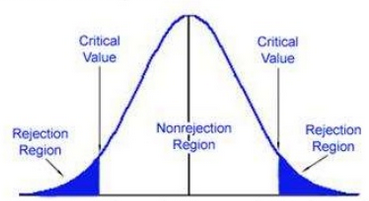 Critical
Value
Critical
Value
Rejection
Region
Nonrejection
Region
Rejection
Region